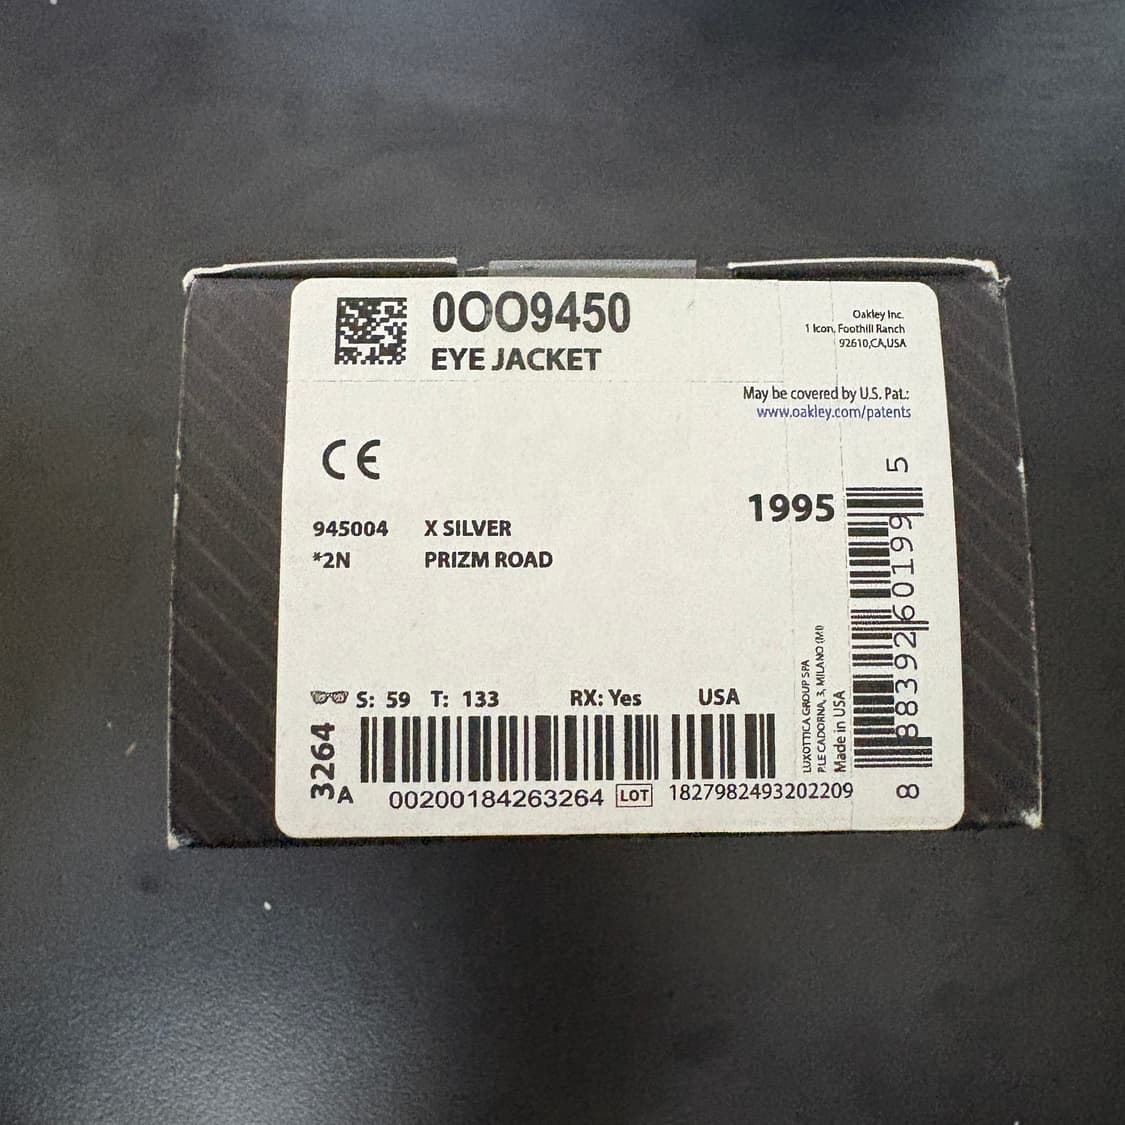 0OO9450
EYE JACKET
Oakley Inc.
1 Icon, Foothill Ranch
92610,CA,USA
May be covered by U.S. Pat.:
www.oakley.com/patents
CE
1995
945004 X SILVER
*2N PRIZM ROAD
S: 59 T: 133 RX: Yes USA
3264
A
00200184263264 LOT 1827982493202209
LUXOTTICA GROUP SPA
P.LE CADORNA, 3, MILANO (MI)
Made in USA
8 883926 60199 5